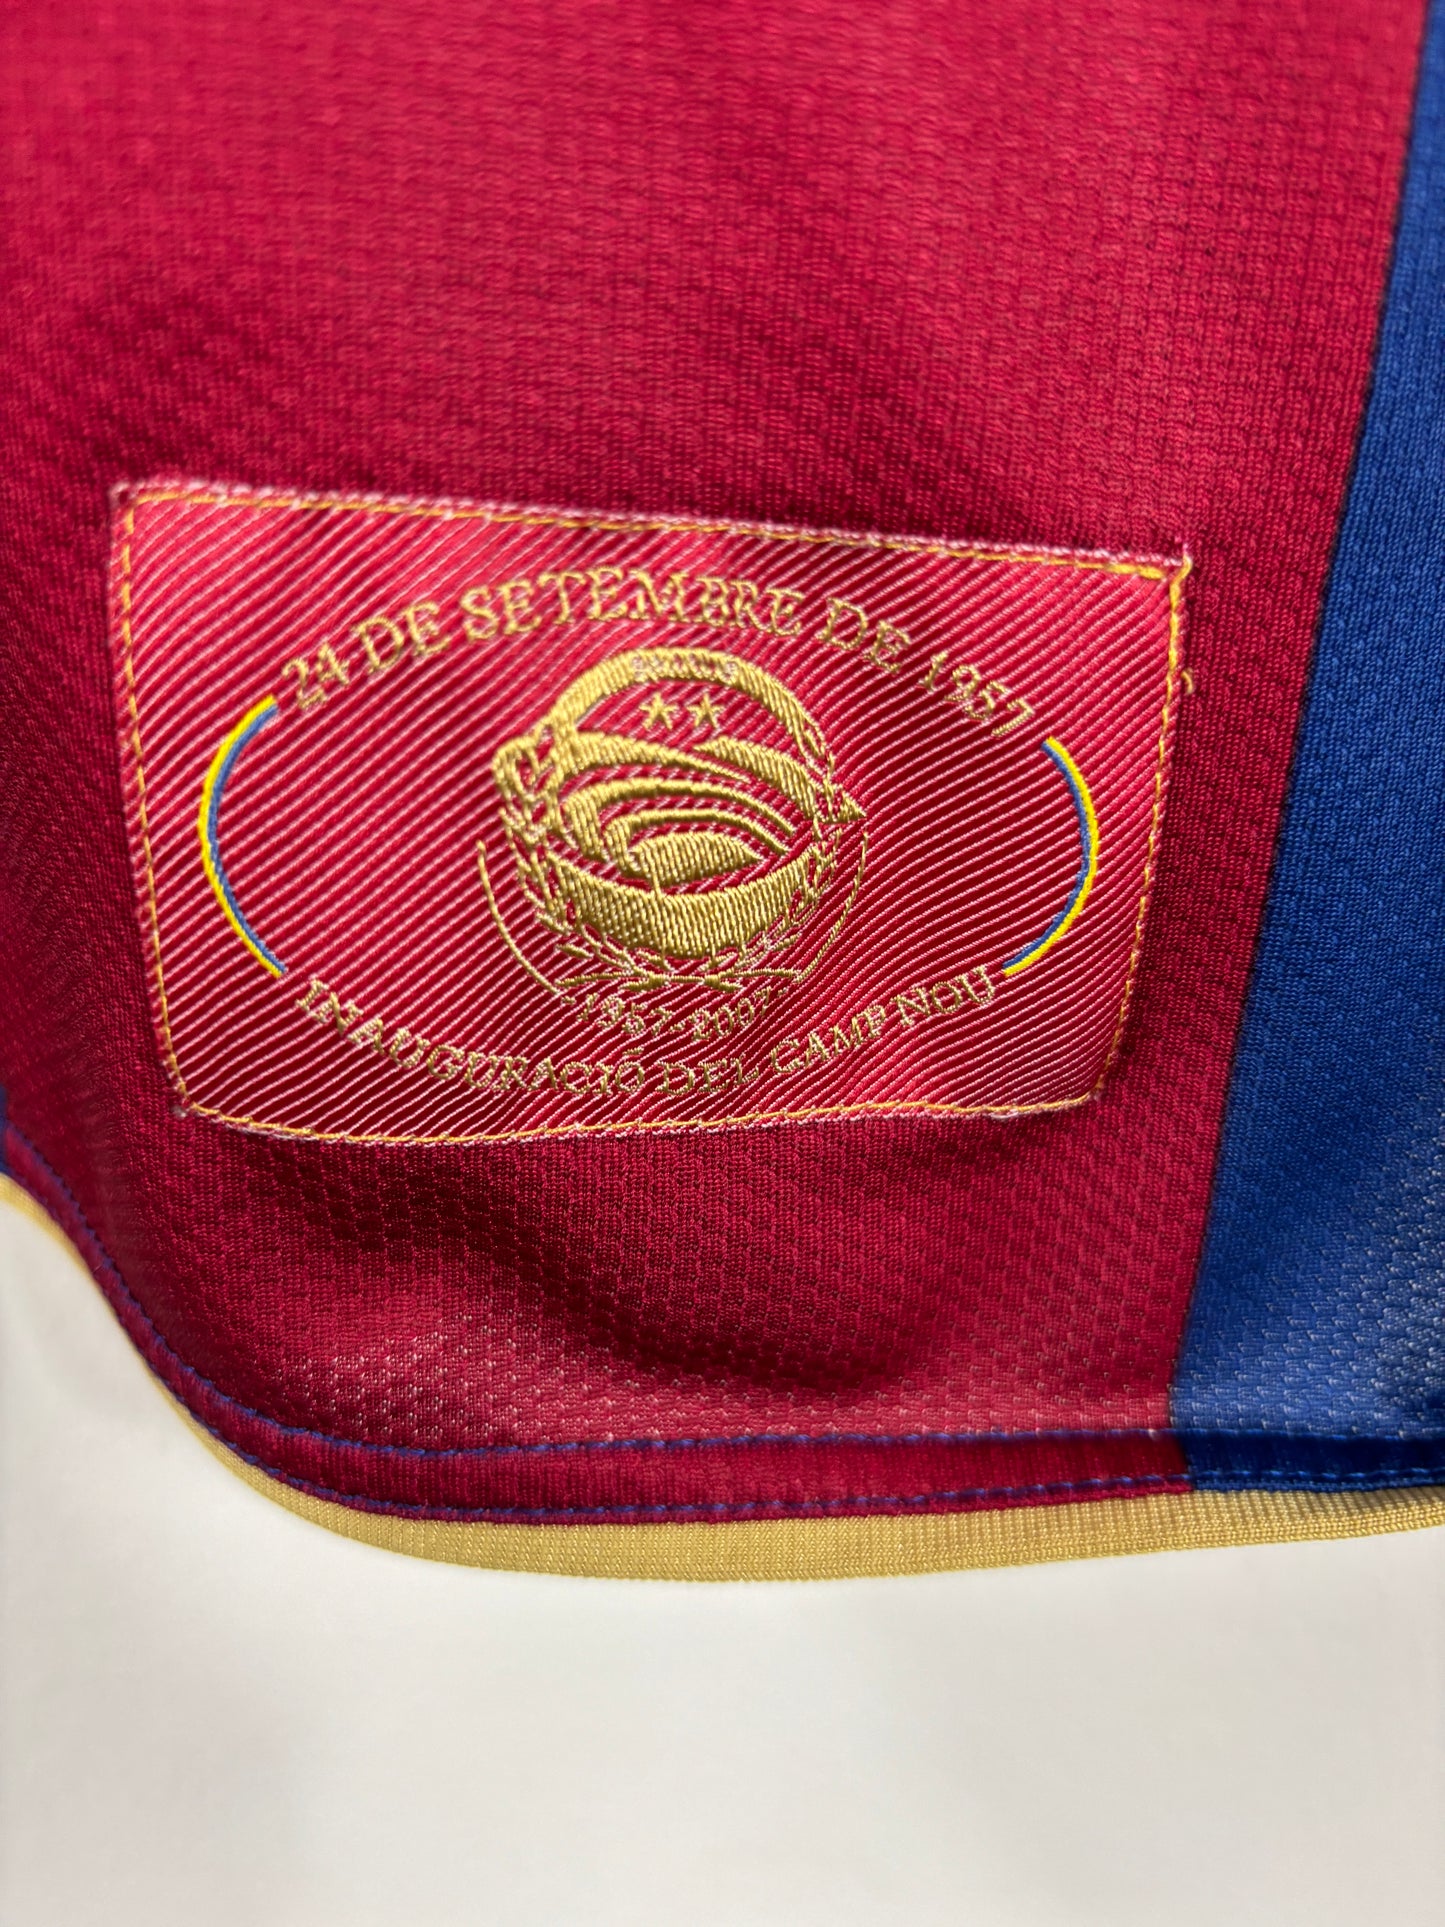 24 DE SETEMBRE DE 1957
-1957-2007-
INAUGURACIÓ DEL CAMP NOU